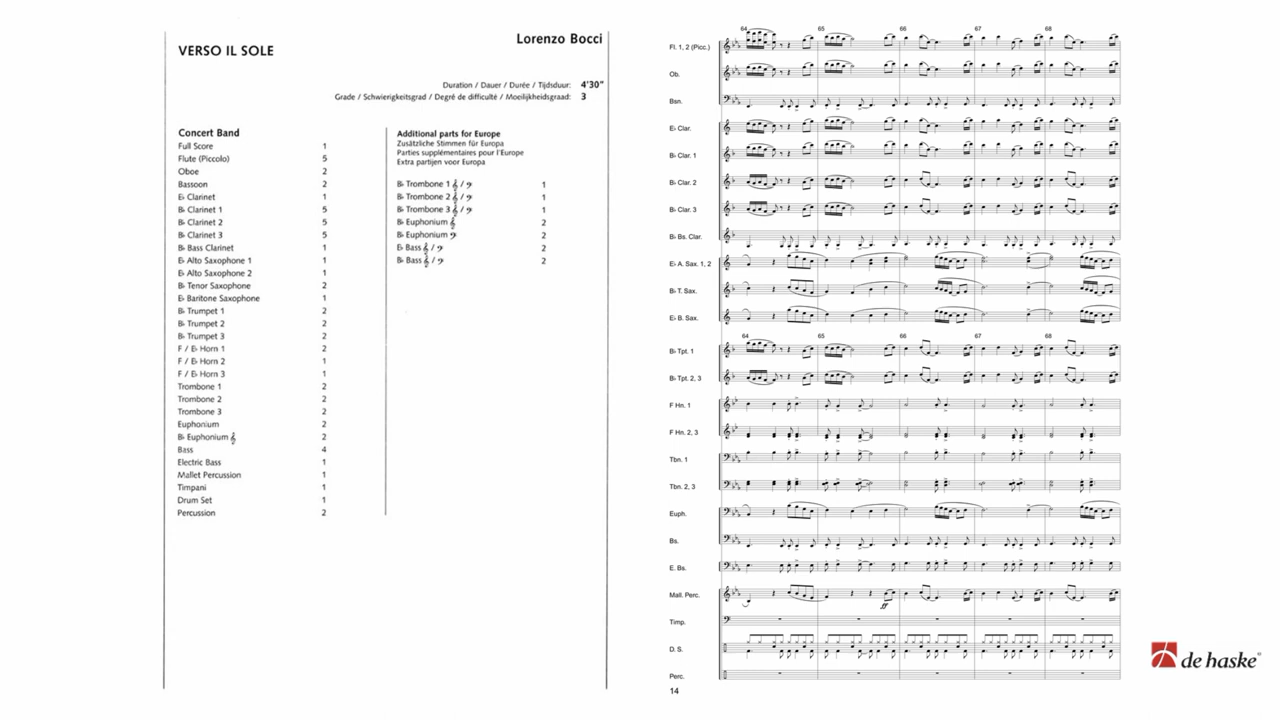 VERSO IL SOLE
Lorenzo Bocci
Duration / Dauer / Durée / Tijdsduur: 4'30"
Grade / Schwierigkeitsgrad / Degré de difficulté / Moeilijkheidsgraad: 3
Concert Band
Full Score 1
Flute (Piccolo) 5
Oboe 2
Bassoon 2
E♭ Clarinet 1
B♭ Clarinet 1 5
B♭ Clarinet 2 5
B♭ Clarinet 3 5
B♭ Bass Clarinet 1
E♭ Alto Saxophone 1 1
E♭ Alto Saxophone 2 1
B♭ Tenor Saxophone 2
E♭ Baritone Saxophone 1
B♭ Trumpet 1 2
B♭ Trumpet 2 2
B♭ Trumpet 3 2
F / E♭ Horn 1 2
F / E♭ Horn 2 1
F / E♭ Horn 3 1
Trombone 1 2
Trombone 2 2
Trombone 3 2
Euphonium 2
B♭ Euphonium 𝄞 2
Bass 4
Electric Bass 1
Mallet Percussion 1
Timpani 1
Drum Set 1
Percussion 2
Additional parts for Europe
Zusätzliche Stimmen für Europa
Parties supplémentaires pour l'Europe
Extra partijen voor Europa
B♭ Trombone 1 𝄞 / 𝄢 1
B♭ Trombone 2 𝄞 / 𝄢 1
B♭ Trombone 3 𝄞 / 𝄢 1
B♭ Euphonium 𝄞 2
B♭ Euphonium 𝄢 2
E♭ Bass 𝄞 / 𝄢 2
B♭ Bass 𝄞 / 𝄢 2
64 65 66 67 68
Fl. 1, 2 (Picc.)
Ob.
Bsn.
E♭ Clar.
B♭ Clar. 1
B♭ Clar. 2
B♭ Clar. 3
B♭ Bs. Clar.
E♭ A. Sax. 1, 2
B♭ T. Sax.
E♭ B. Sax.
64 65 66 67 68
B♭ Tpt. 1
B♭ Tpt. 2, 3
F Hn. 1
F Hn. 2, 3
Tbn. 1
Tbn. 2, 3
Euph.
Bs.
E. Bs.
Mall. Perc.
ff
Timp.
D. S.
Perc.
14
de haske